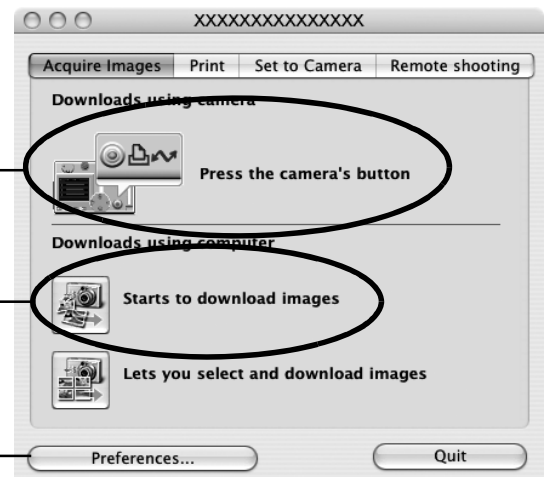 XXXXXXXXXXXXXXX
Acquire Images Print Set to Camera Remote shooting
Downloads using camera
Press the camera's button
Downloads using computer
Starts to download images
Lets you select and download images
Preferences... Quit